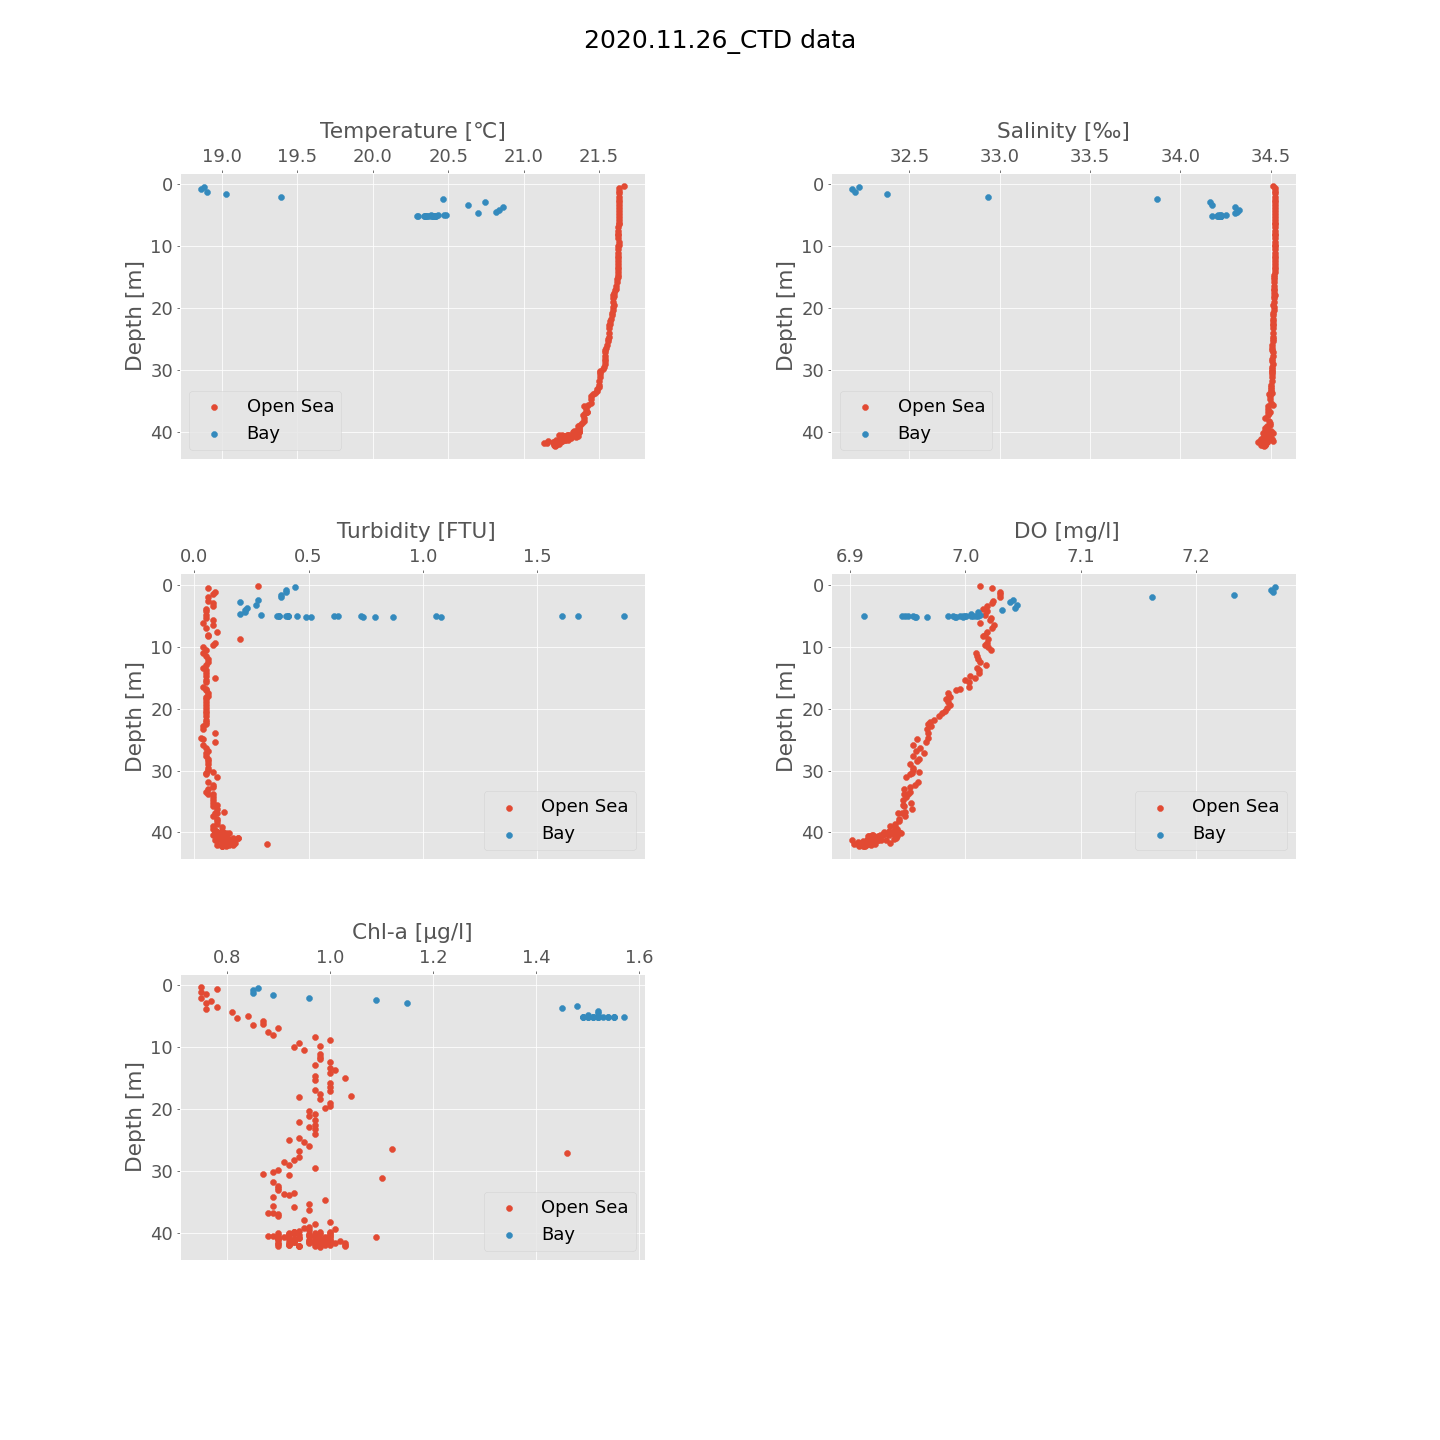 2020.11.26_CTD data
Temperature [℃]
19.0 19.5 20.0 20.5 21.0 21.5
0
10
20
30
40
Depth [m]
Open Sea
Bay
Salinity [‰]
32.5 33.0 33.5 34.0 34.5
0
10
20
30
40
Depth [m]
Open Sea
Bay
Turbidity [FTU]
0.0 0.5 1.0 1.5
0
10
20
30
40
Depth [m]
Open Sea
Bay
DO [mg/l]
6.9 7.0 7.1 7.2
0
10
20
30
40
Depth [m]
Open Sea
Bay
Chl-a [μg/l]
0.8 1.0 1.2 1.4 1.6
0
10
20
30
40
Depth [m]
Open Sea
Bay